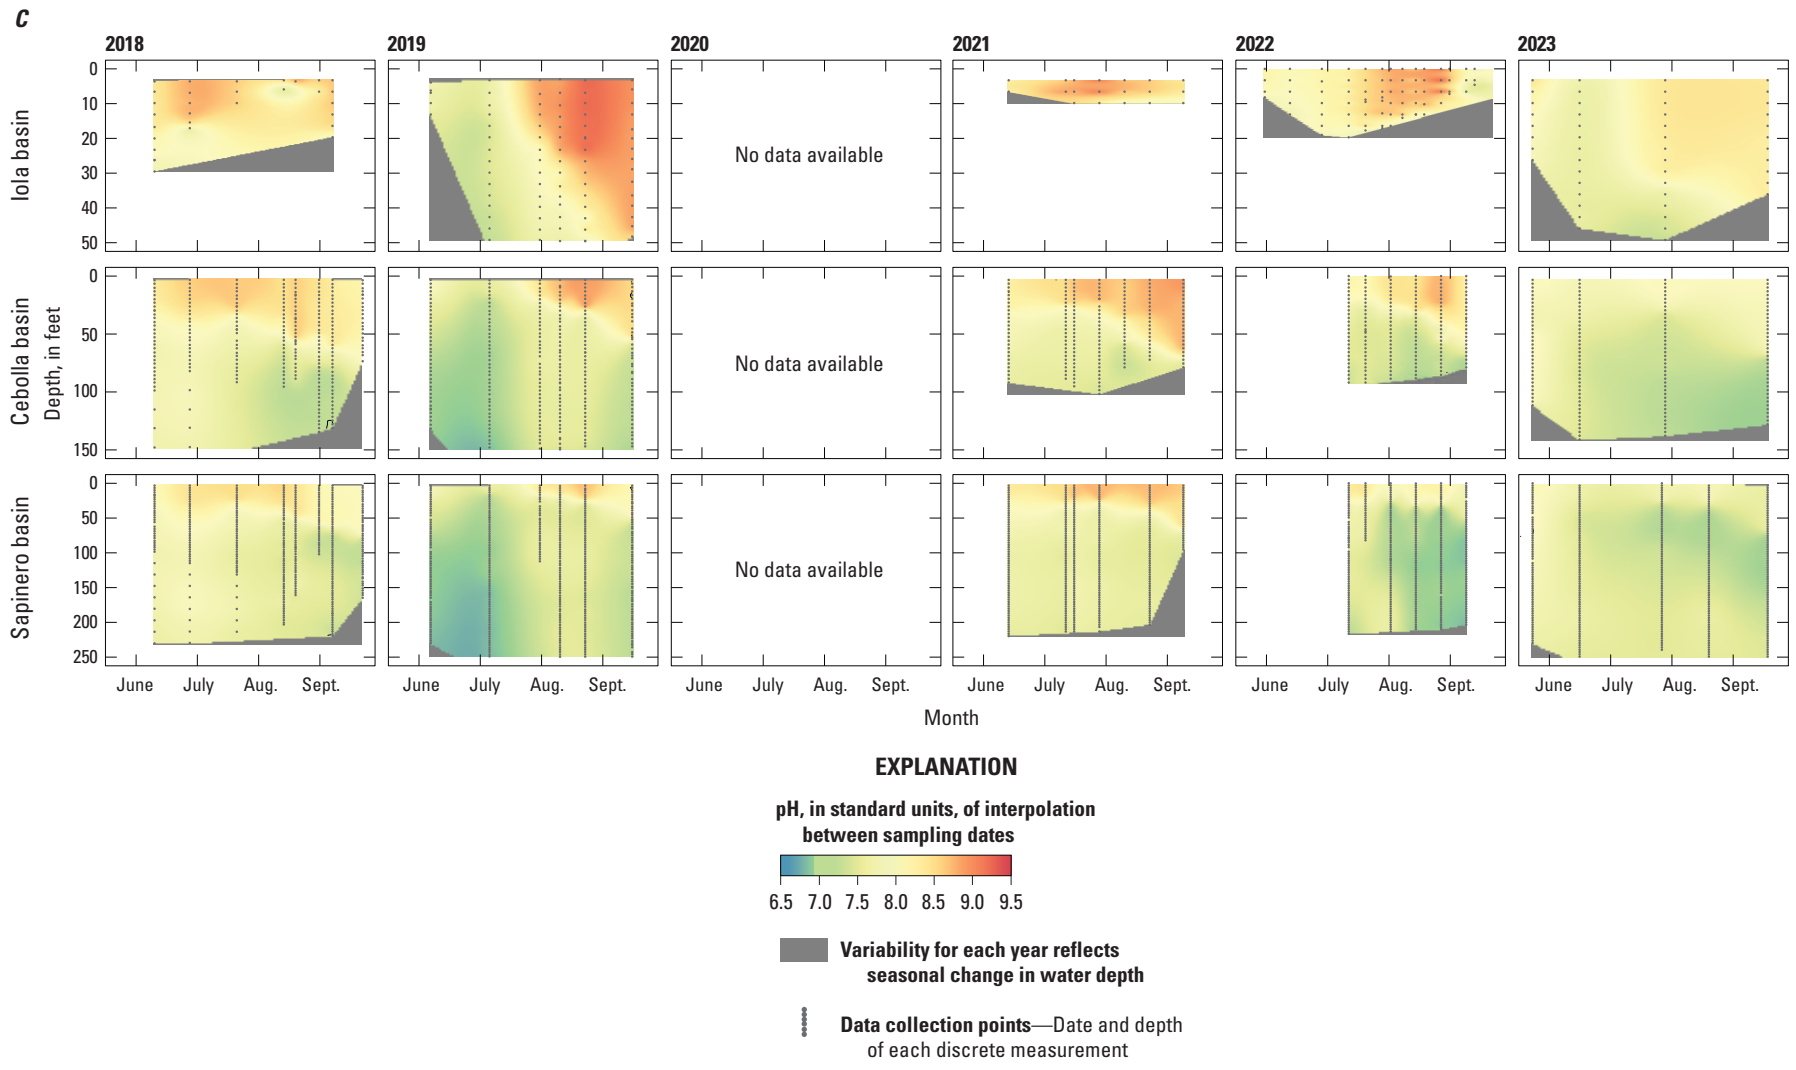 C
2018 2019 2020 2021 2022 2023
Iola basin
0
10
20
30
40
50
No data available
Cebolla basin
Depth, in feet
0
50
100
150
No data available
Sapinero basin
0
50
100
150
200
250
No data available
June July Aug. Sept. June July Aug. Sept. June July Aug. Sept. June July Aug. Sept. June July Aug. Sept. June July Aug. Sept.
Month
EXPLANATION
pH, in standard units, of interpolation
between sampling dates
6.5 7.0 7.5 8.0 8.5 9.0 9.5
Variability for each year reflects
seasonal change in water depth
Data collection points—Date and depth
of each discrete measurement